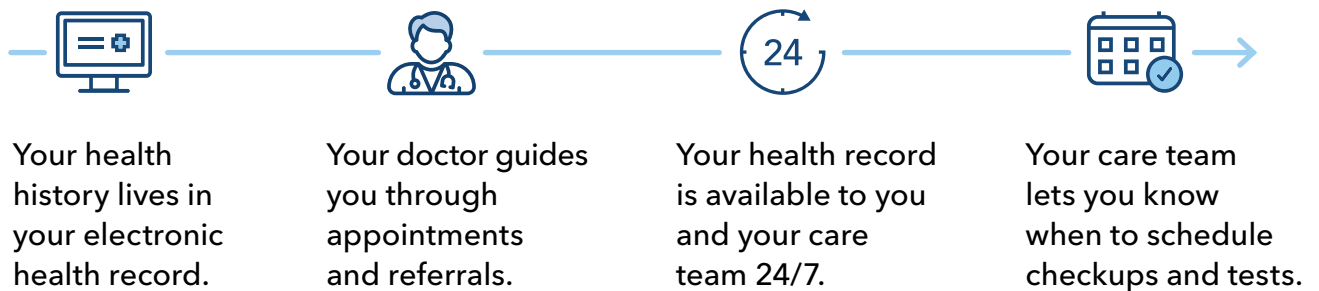 24
Your health
history lives in
your electronic
health record.
Your doctor guides
you through
appointments
and referrals.
Your health record
is available to you
and your care
team 24/7.
Your care team
lets you know
when to schedule
checkups and tests.